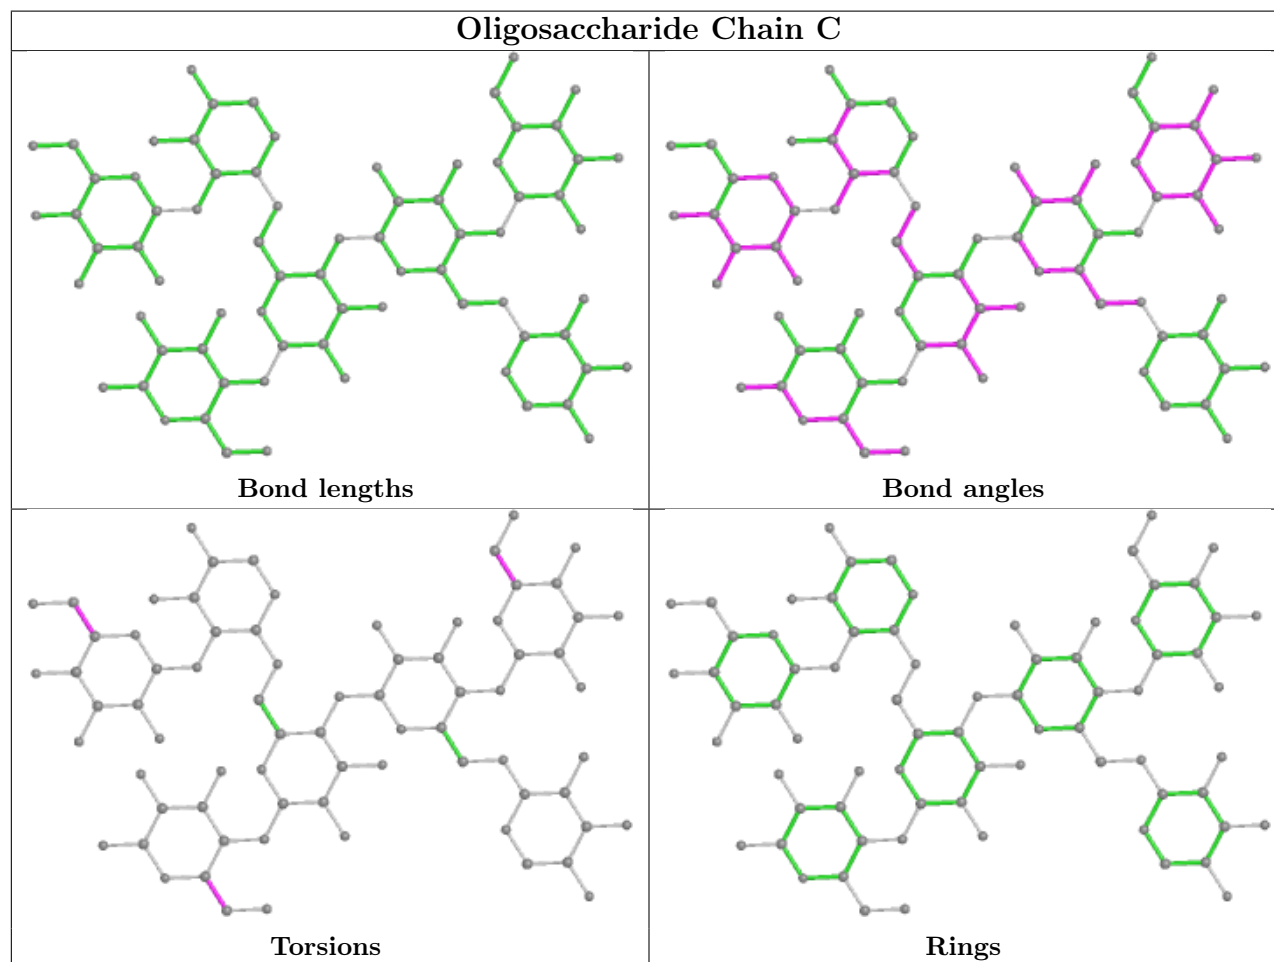 Oligosaccharide Chain C
Bond lengths
Bond angles
Torsions
Rings